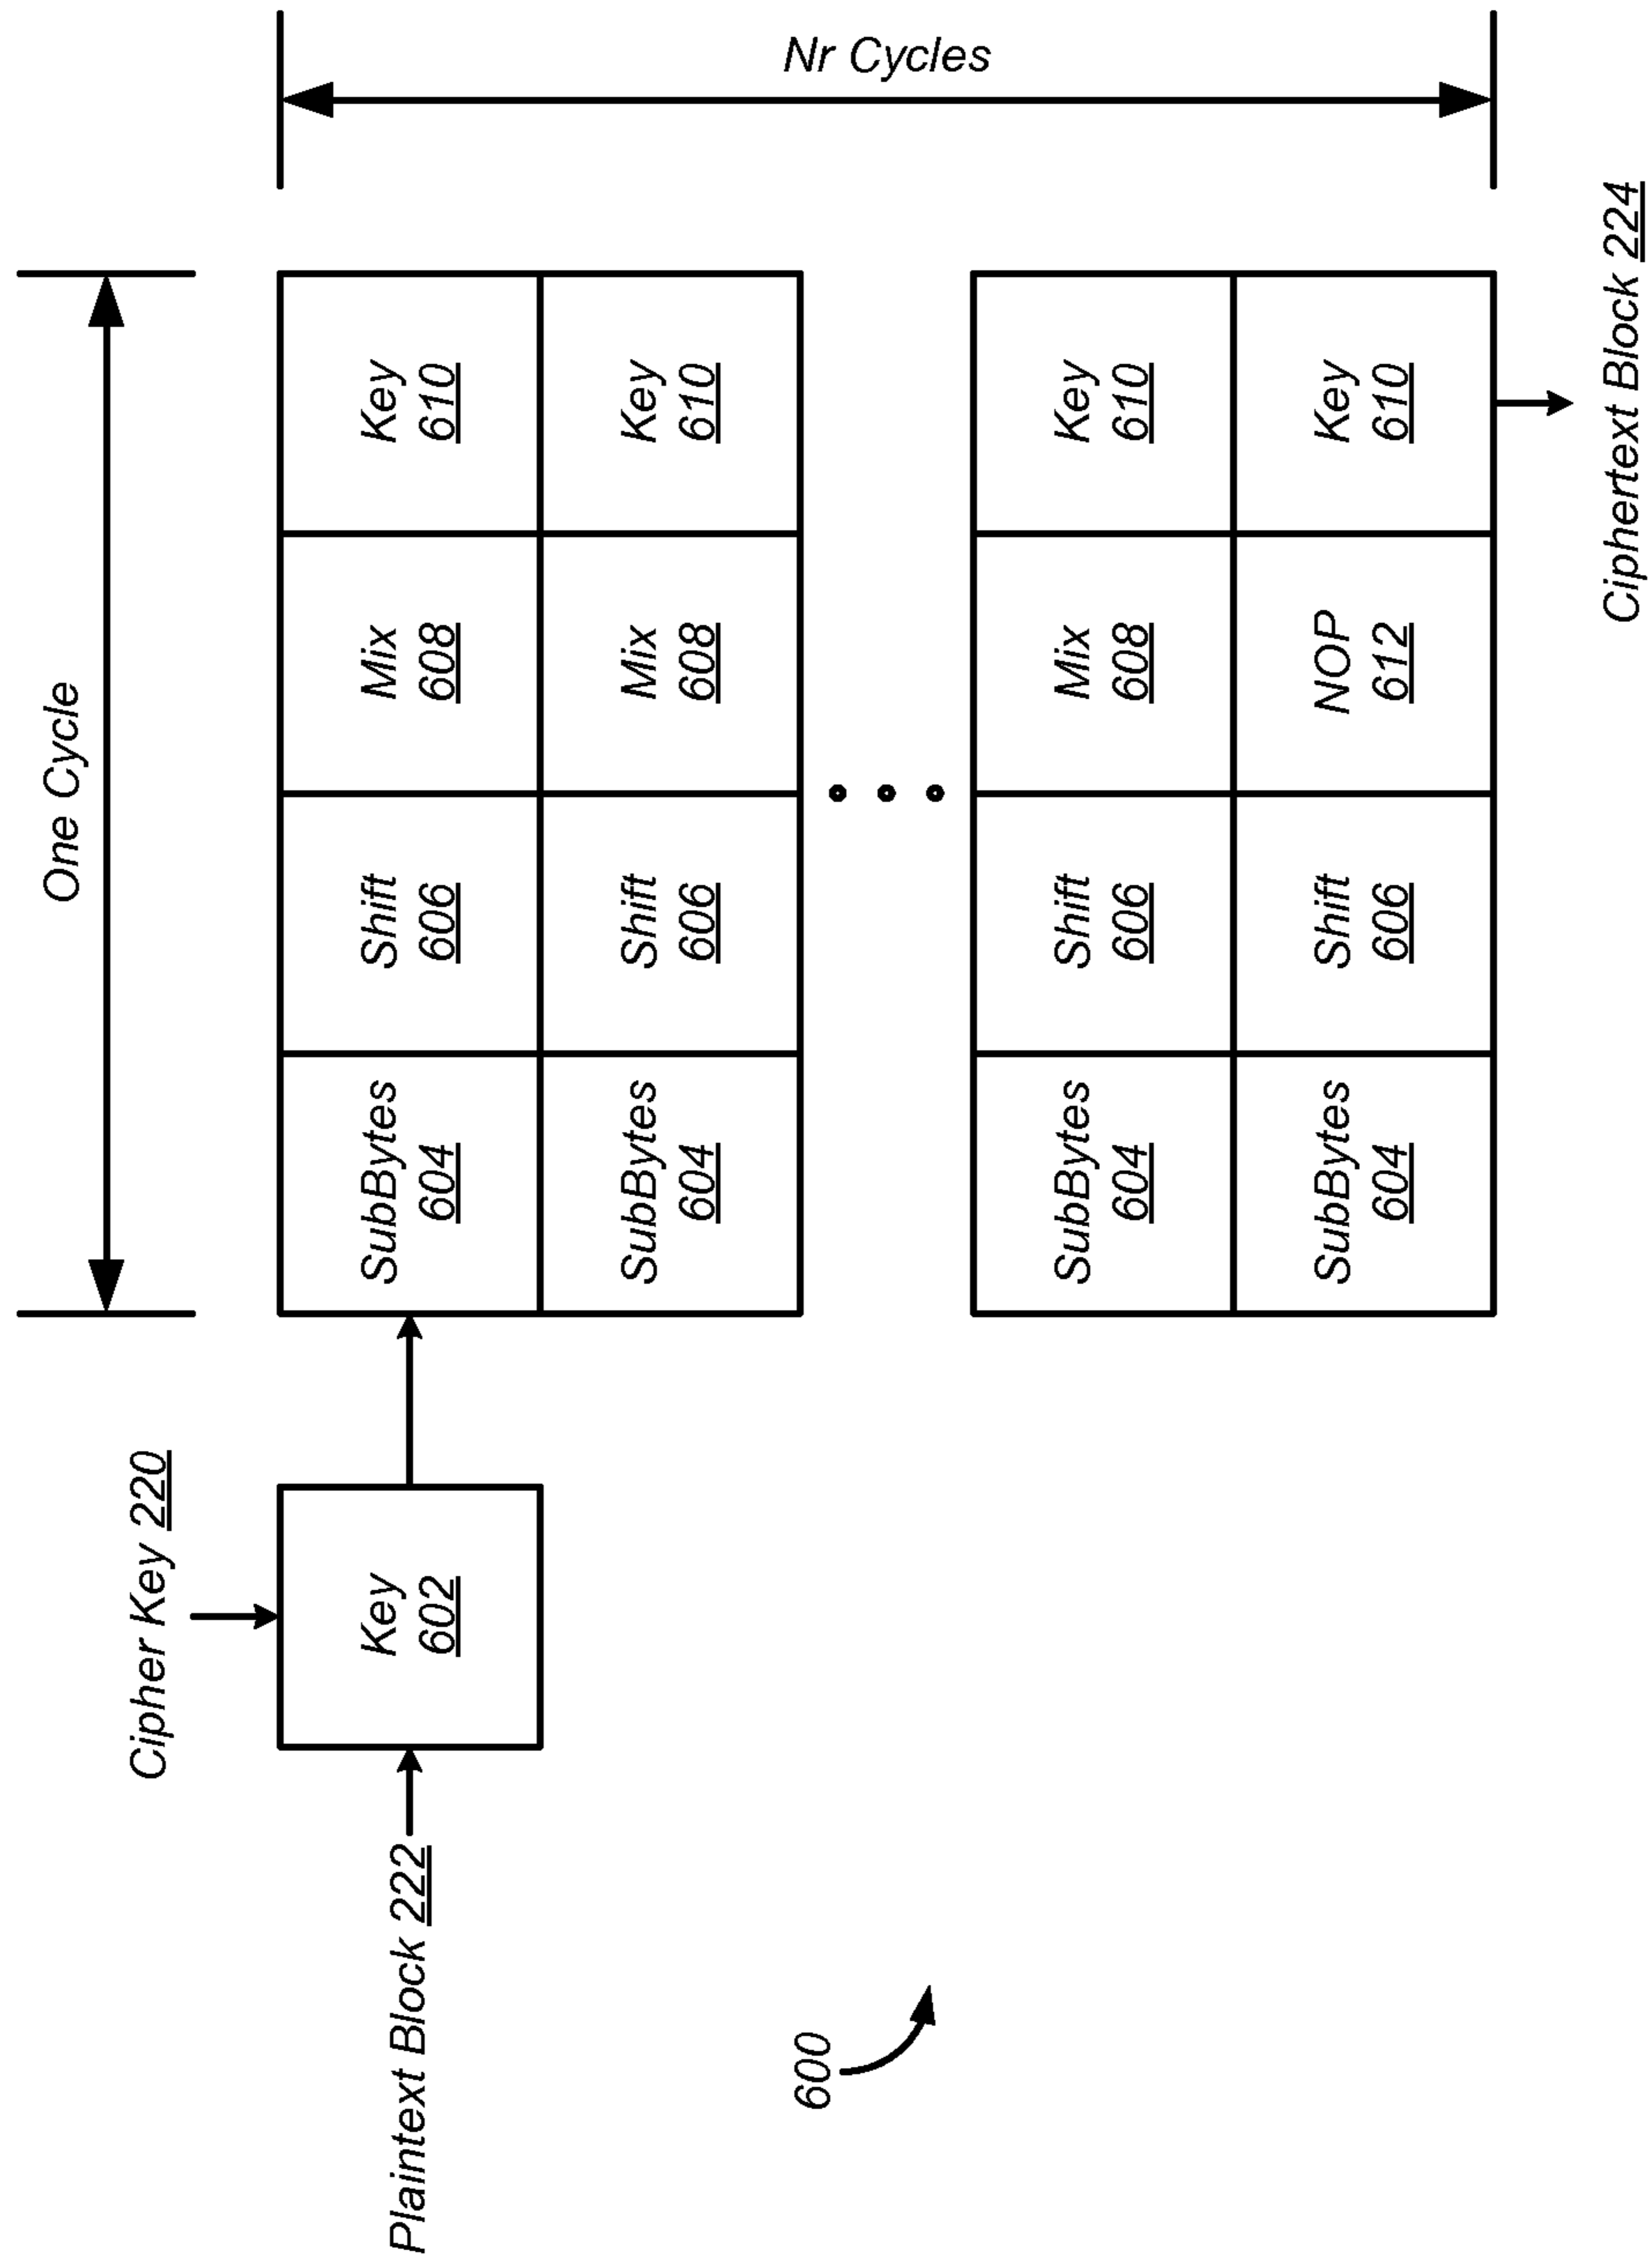 One Cycle
Nr Cycles
Cipher Key 220
Plaintext Block 222
Key
602
SubBytes
604
Shift
606
Mix
608
Key
610
SubBytes
604
Shift
606
Mix
608
Key
610
SubBytes
604
Shift
606
Mix
608
Key
610
SubBytes
604
Shift
606
NOP
612
Key
610
Ciphertext Block 224
600